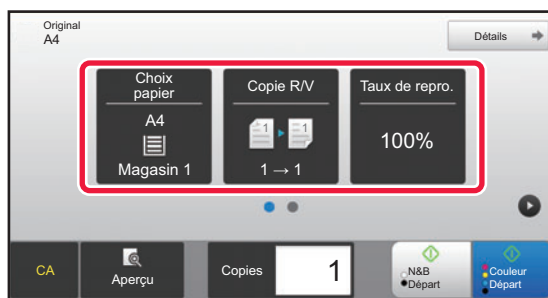 Original
A4
Détails
Choix
papier
A4
Magasin 1
Copie R/V
1 1
1 → 1
Taux de repro.
100%
CA
Aperçu
Copies
1
N&B
Départ
Couleur
Départ